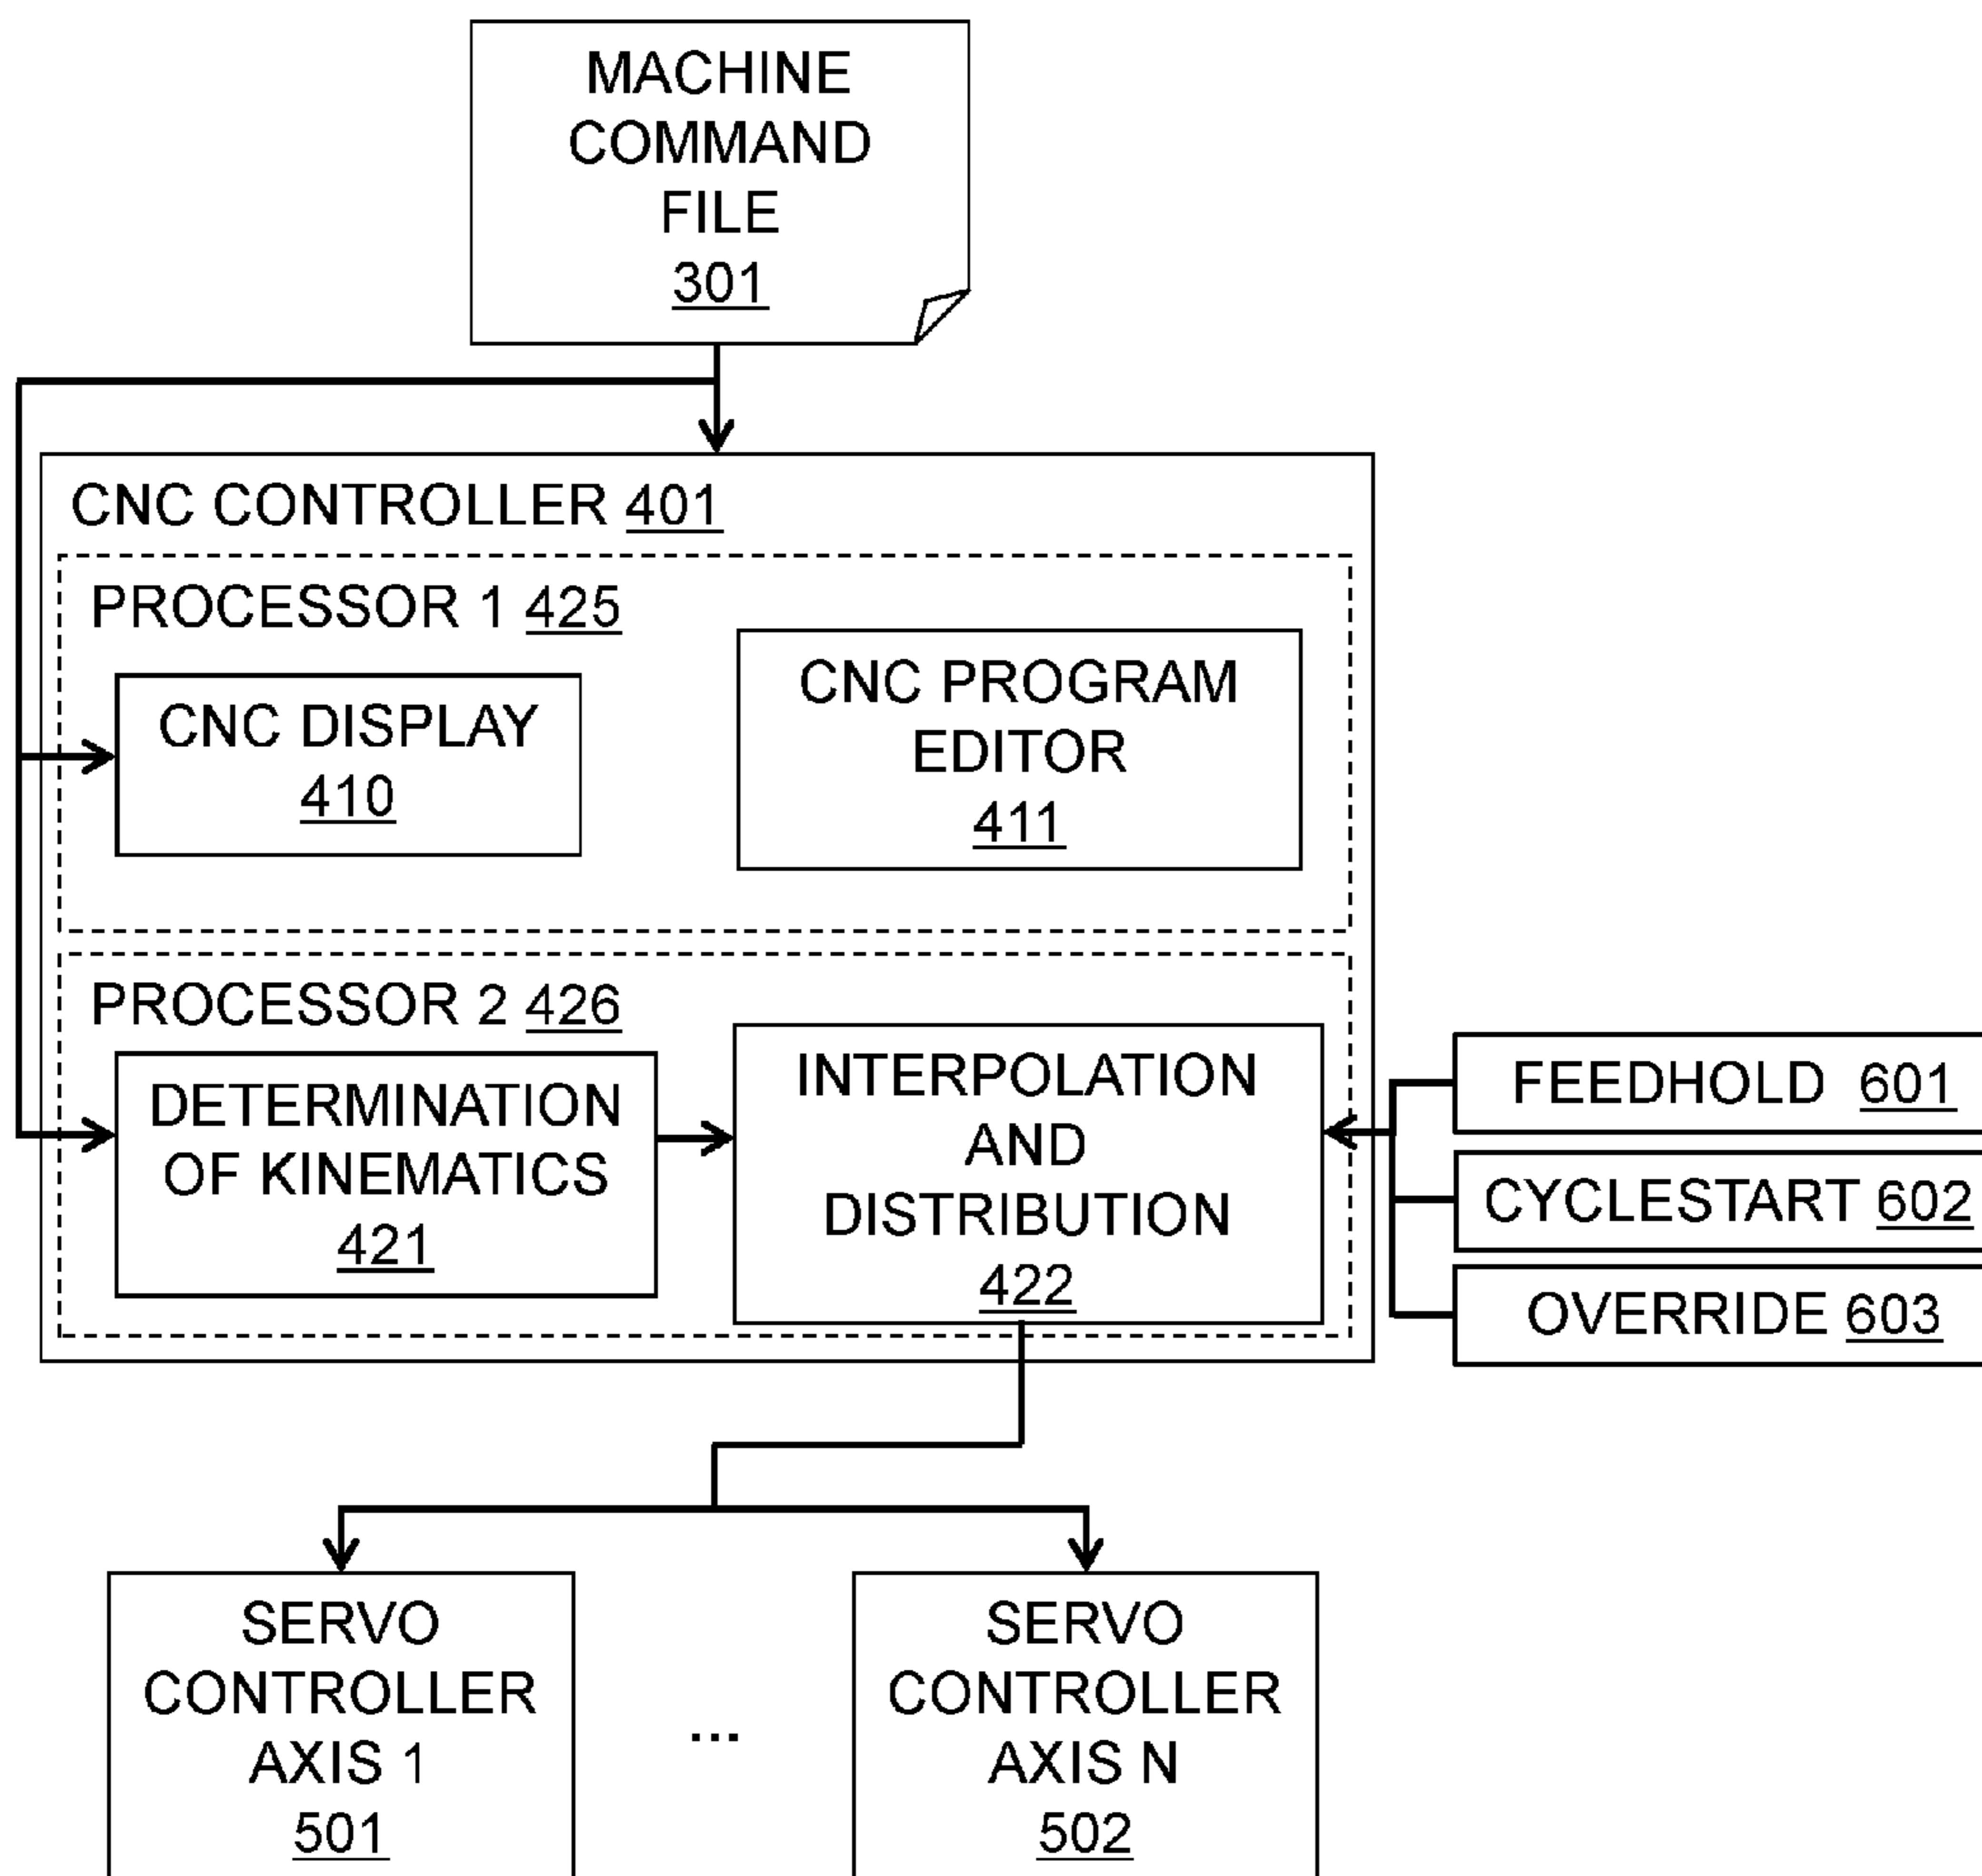 MACHINE
COMMAND
FILE
301
CNC CONTROLLER 401
PROCESSOR 1 425
CNC DISPLAY
410
CNC PROGRAM
EDITOR
411
PROCESSOR 2 426
DETERMINATION
OF KINEMATICS
421
INTERPOLATION
AND
DISTRIBUTION
422
FEEDHOLD 601
CYCLESTART 602
OVERRIDE 603
SERVO
CONTROLLER
AXIS 1
501
...
SERVO
CONTROLLER
AXIS N
502